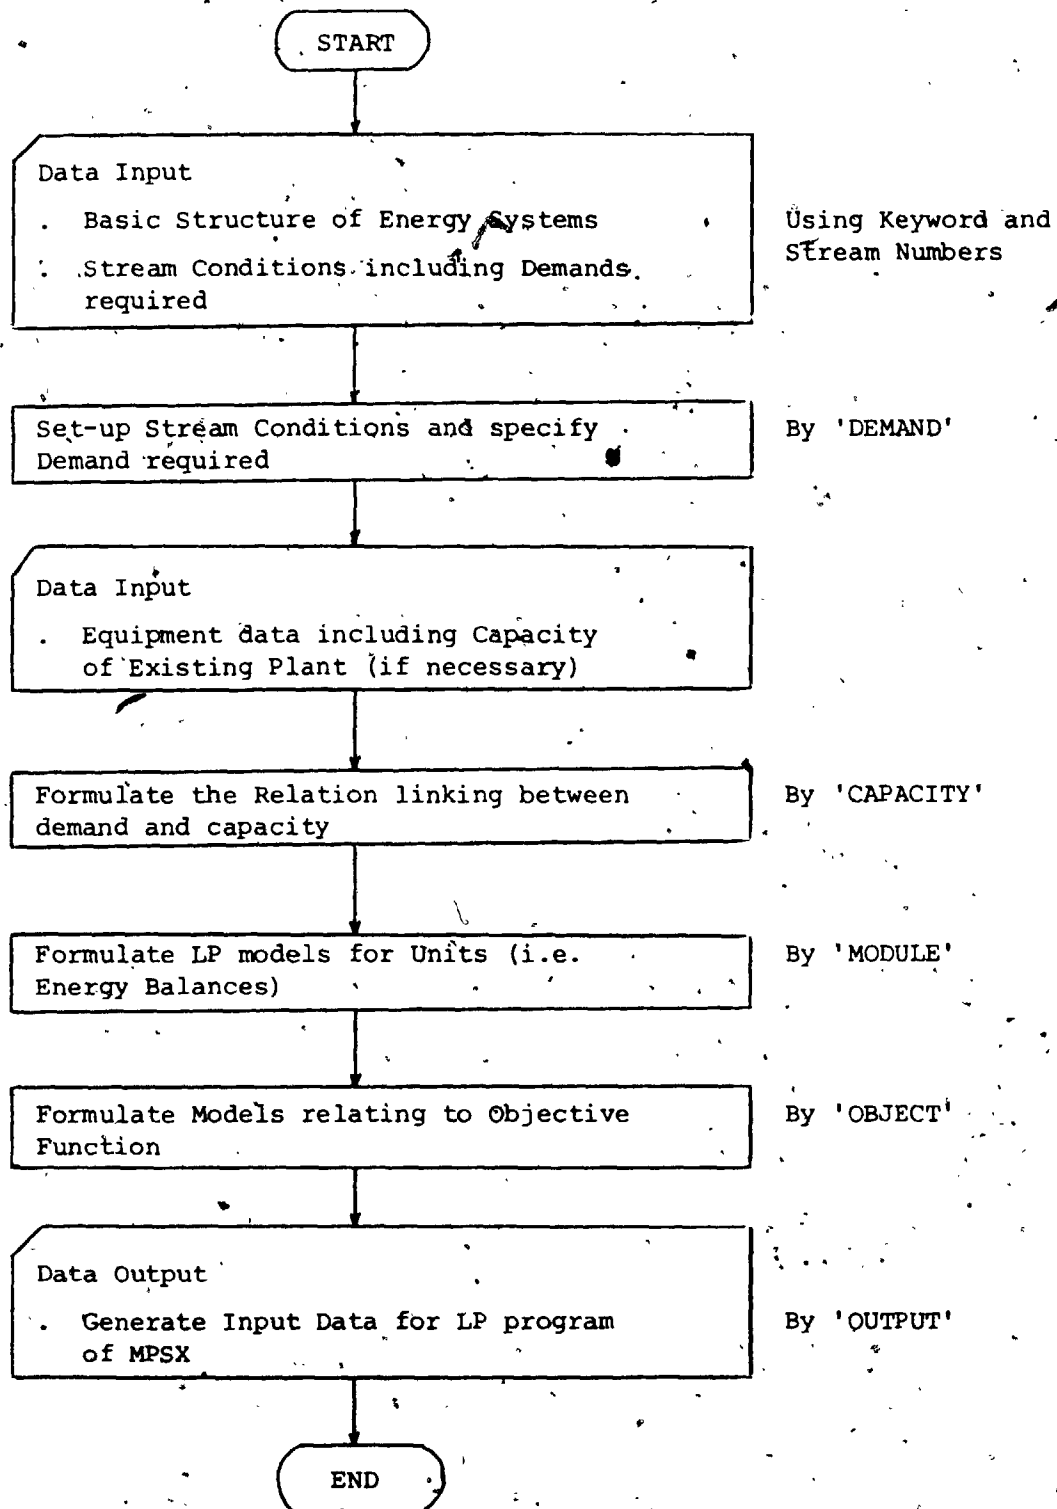 START
Data Input
. Basic Structure of Energy Systems
. Stream Conditions including Demands
required
Using Keyword and
Stream Numbers
Set-up Stream Conditions and specify
Demand required
By 'DEMAND'
Data Input
. Equipment data including Capacity
of Existing Plant (if necessary)
Formulate the Relation linking between
demand and capacity
By 'CAPACITY'
Formulate LP models for Units (i.e.
Energy Balances)
By 'MODULE'
Formulate Models relating to Objective
Function
By 'OBJECT'
Data Output
. Generate Input Data for LP program
of MPSX
By 'OUTPUT'
END